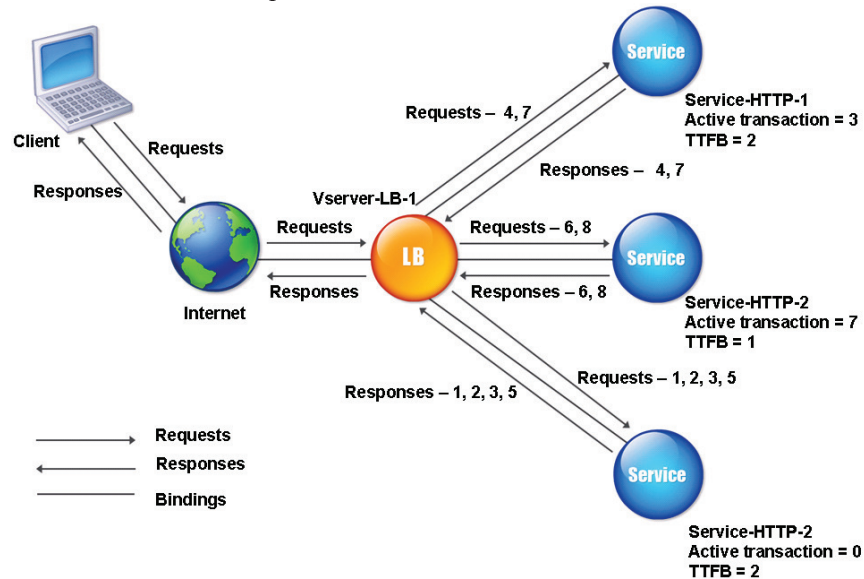 Service
Service-HTTP-1
Active transaction = 3
TTFB = 2
Requests – 4, 7
Responses – 4, 7
Client
Requests
Responses
Vserver-LB-1
Requests
LB
Responses
Internet
Requests – 6, 8
Responses – 6, 8
Service
Service-HTTP-2
Active transaction = 7
TTFB = 1
Requests – 1, 2, 3, 5
Responses – 1, 2, 3, 5
Service
Service-HTTP-2
Active transaction = 0
TTFB = 2
Requests
Responses
Bindings